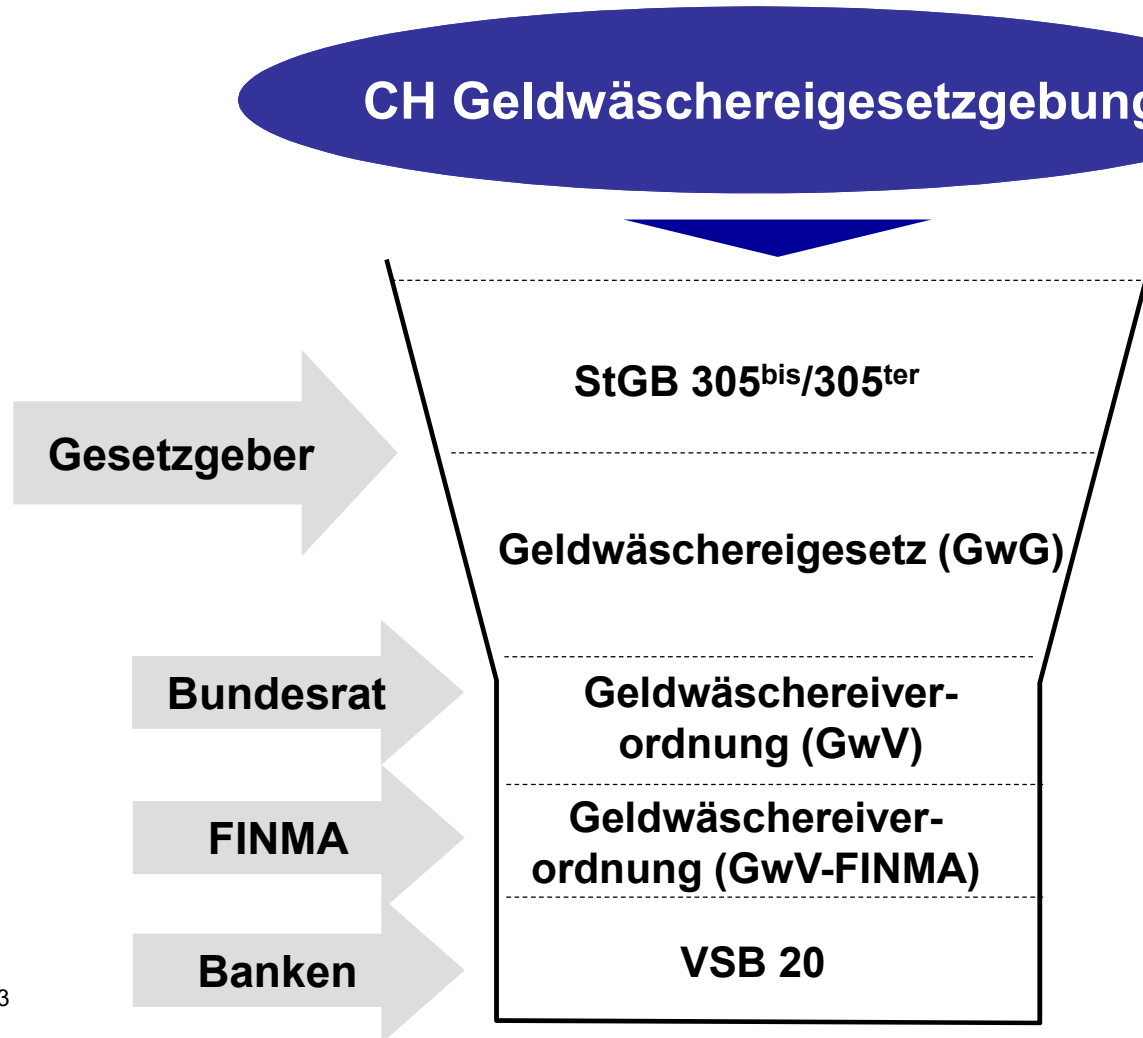 CH Geldwäschereigesetzgebung
StGB 305bis/305ter
Gesetzgeber
Geldwäschereigesetz (GwG)
Bundesrat
Geldwäschereiver-
ordnung (GwV)
FINMA
Geldwäschereiver-
ordnung (GwV-FINMA)
Banken
VSB 20
3